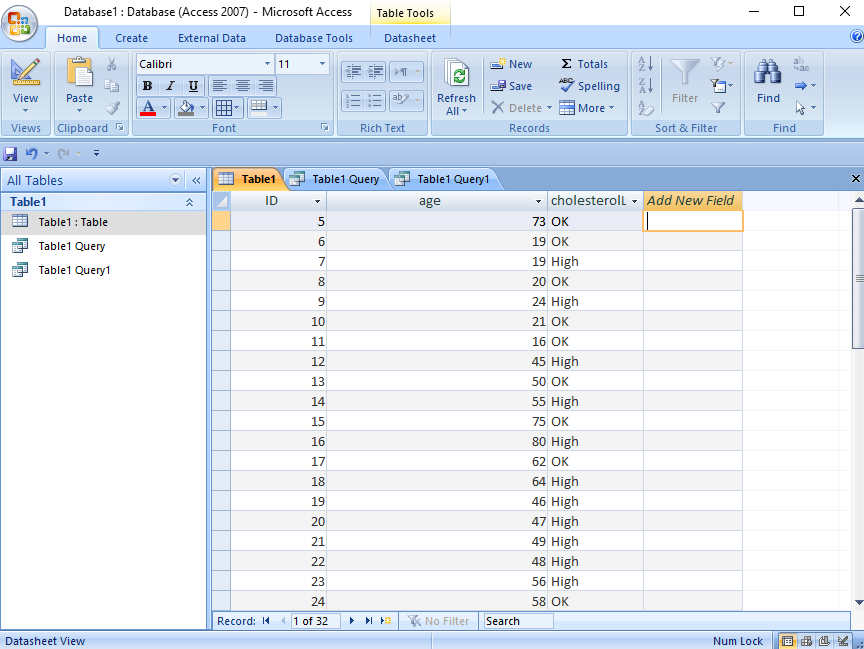 Database1 : Database (Access 2007) - Microsoft Access
Table Tools
Home Create External Data Database Tools Datasheet
View
Views
Paste
Clipboard
Calibri 11
B I U
A
Font
ab
Rich Text
Refresh All
New
Save
Delete
Σ Totals
ABC Spelling
More
Records
A Z
Z A
Filter
Sort & Filter
Find
Find
All Tables
Table1
Table1 : Table
Table1 Query
Table1 Query1
Table1 Table1 Query Table1 Query1
ID age cholesterolL Add New Field
5 73 OK
6 19 OK
7 19 High
8 20 OK
9 24 High
10 21 OK
11 16 OK
12 45 High
13 50 OK
14 55 High
15 75 OK
16 80 High
17 62 OK
18 64 High
19 46 High
20 47 High
21 49 High
22 48 High
23 56 High
24 58 OK
Record: 1 of 32 No Filter Search
Datasheet View Num Lock